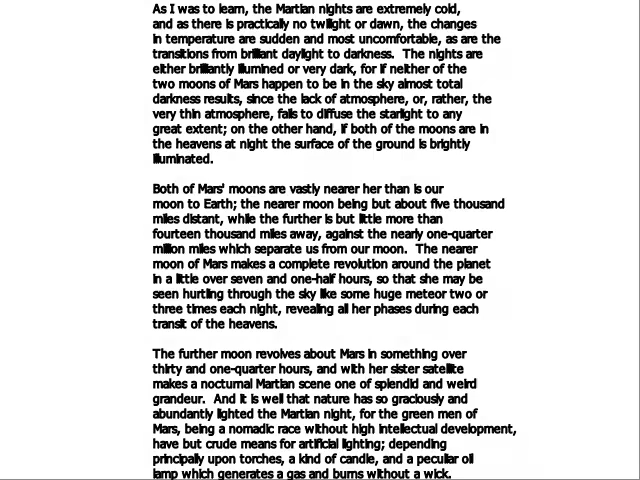 As I was to learn, the Martian nights are extremely cold,
and as there is practically no twilight or dawn, the changes
in temperature are sudden and most uncomfortable, as are the
transitions from brilliant daylight to darkness.  The nights are
either brilliantly illumined or very dark, for if neither of the
two moons of Mars happen to be in the sky almost total
darkness results, since the lack of atmosphere, or, rather, the
very thin atmosphere, fails to diffuse the starlight to any
great extent; on the other hand, if both of the moons are in
the heavens at night the surface of the ground is brightly
illuminated.

Both of Mars' moons are vastly nearer her than is our
moon to Earth; the nearer moon being but about five thousand
miles distant, while the further is but little more than
fourteen thousand miles away, against the nearly one-quarter
million miles which separate us from our moon.  The nearer
moon of Mars makes a complete revolution around the planet
in a little over seven and one-half hours, so that she may be
seen hurtling through the sky like some huge meteor two or
three times each night, revealing all her phases during each
transit of the heavens.

The further moon revolves about Mars in something over
thirty and one-quarter hours, and with her sister satellite
makes a nocturnal Martian scene one of splendid and weird
grandeur.  And it is well that nature has so graciously and
abundantly lighted the Martian night, for the green men of
Mars, being a nomadic race without high intellectual development,
have but crude means for artificial lighting; depending
principally upon torches, a kind of candle, and a peculiar oil
lamp which generates a gas and burns without a wick.